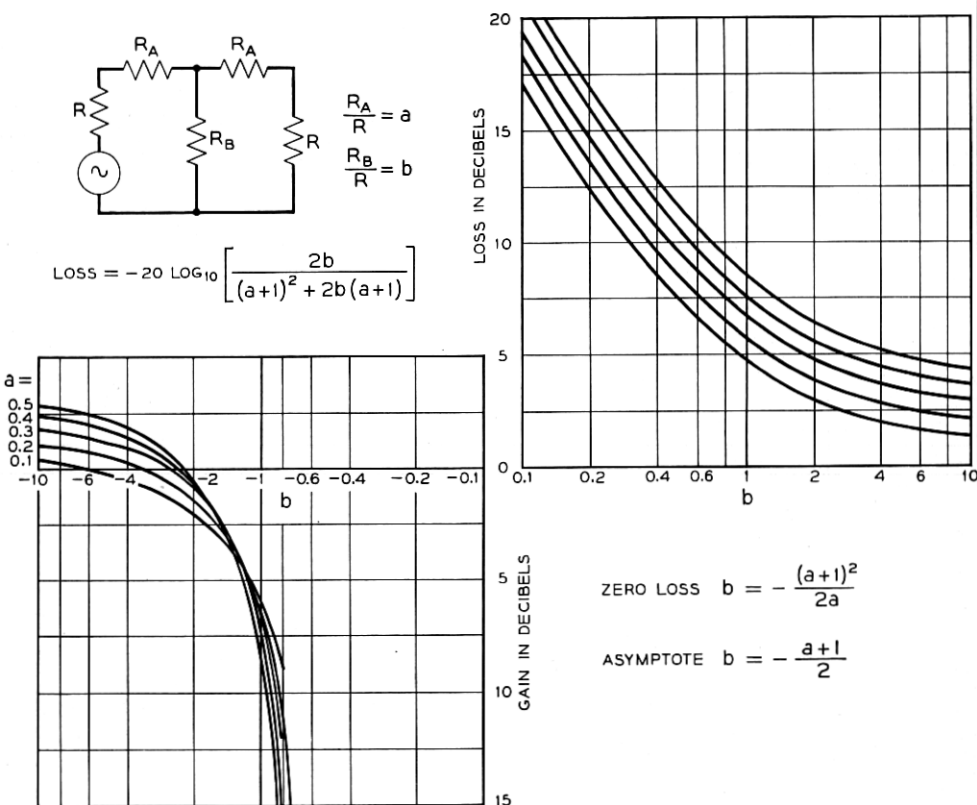 R_A R_A
R R_B R
R_A/R = a
R_B/R = b
LOSS = -20 LOG₁₀ [ 2b / ((a+1)² + 2b(a+1)) ]
LOSS IN DECIBELS
20
15
10
5
0
0.1 0.2 0.4 0.6 1 2 4 6 10
b
a=
0.5
0.4
0.3
0.2
0.1
-10 -6 -4 -2 -1 -0.6 -0.4 -0.2 -0.1
b
5
10
15
GAIN IN DECIBELS
ZERO LOSS b = - (a+1)²/2a
ASYMPTOTE b = - (a+1)/2